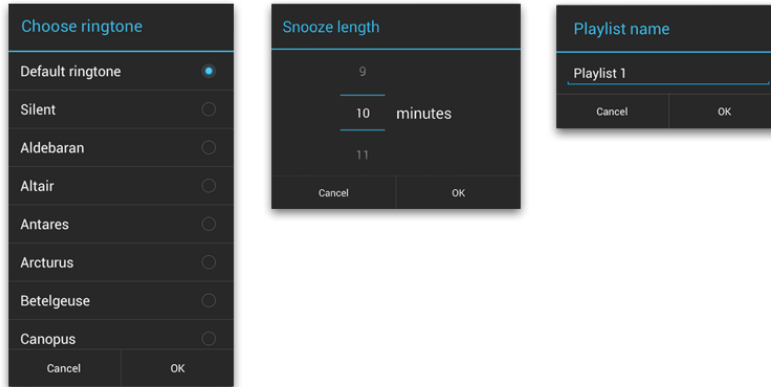 Choose ringtone
Default ringtone
Silent
Aldebaran
Altair
Antares
Arcturus
Betelgeuse
Canopus
Cancel OK
Snooze length
9
10 minutes
11
Cancel OK
Playlist name
Playlist 1
Cancel OK